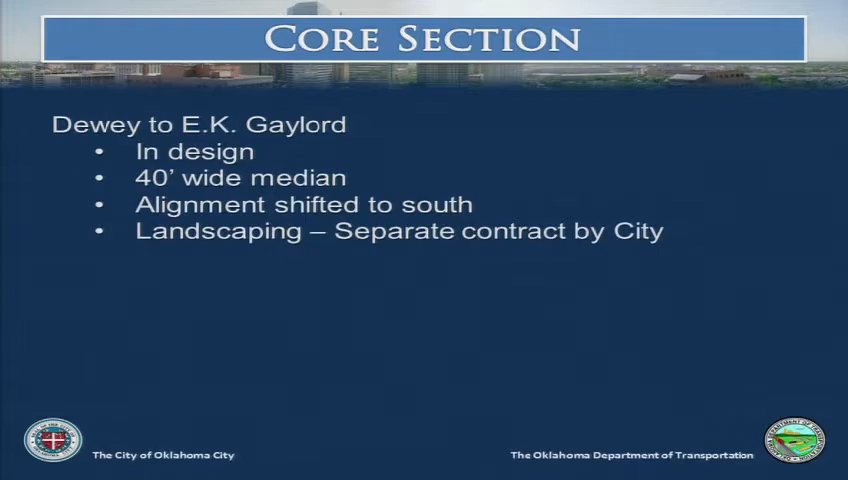 CORE SECTION
Dewey to E.K. Gaylord
• In design
• 40' wide median
• Alignment shifted to south
• Landscaping – Separate contract by City
The City of Oklahoma City
The Oklahoma Department of Transportation